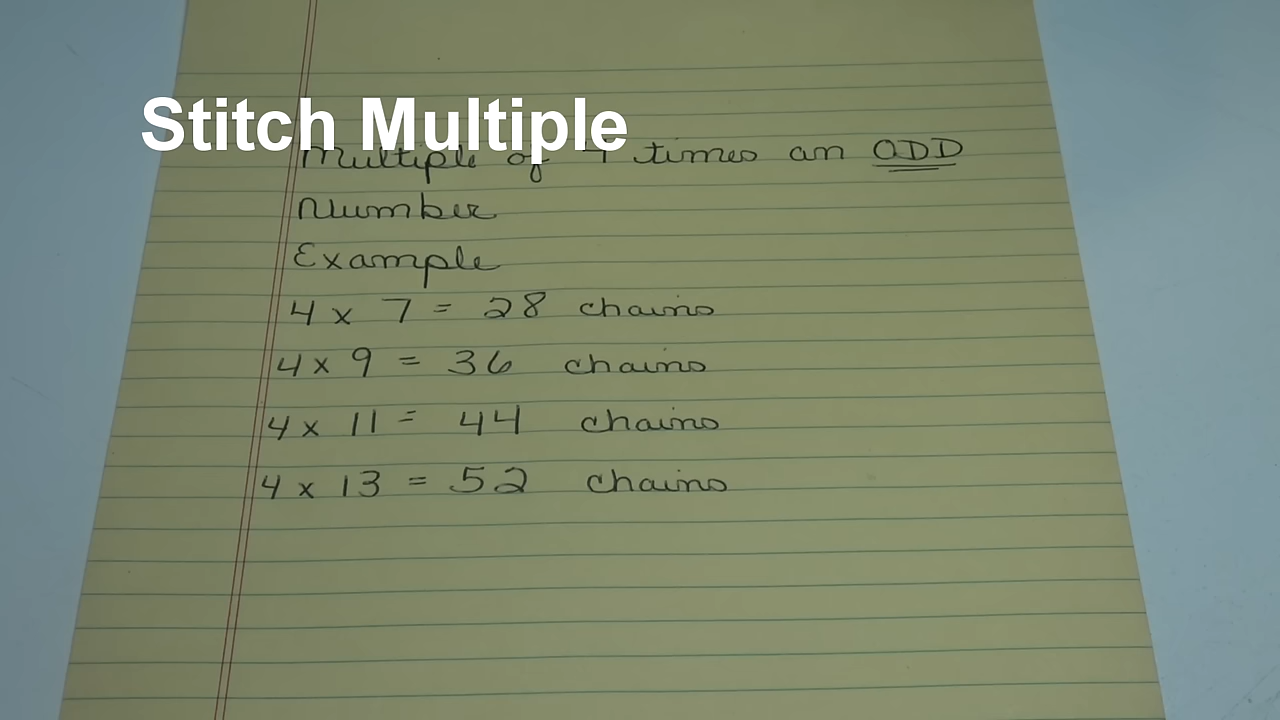 Stitch Multiple
Multiple of 4 times an ODD
Number
Example
4 x 7 = 28 chains
4 x 9 = 36 chains
4 x 11 = 44 chains
4 x 13 = 52 chains